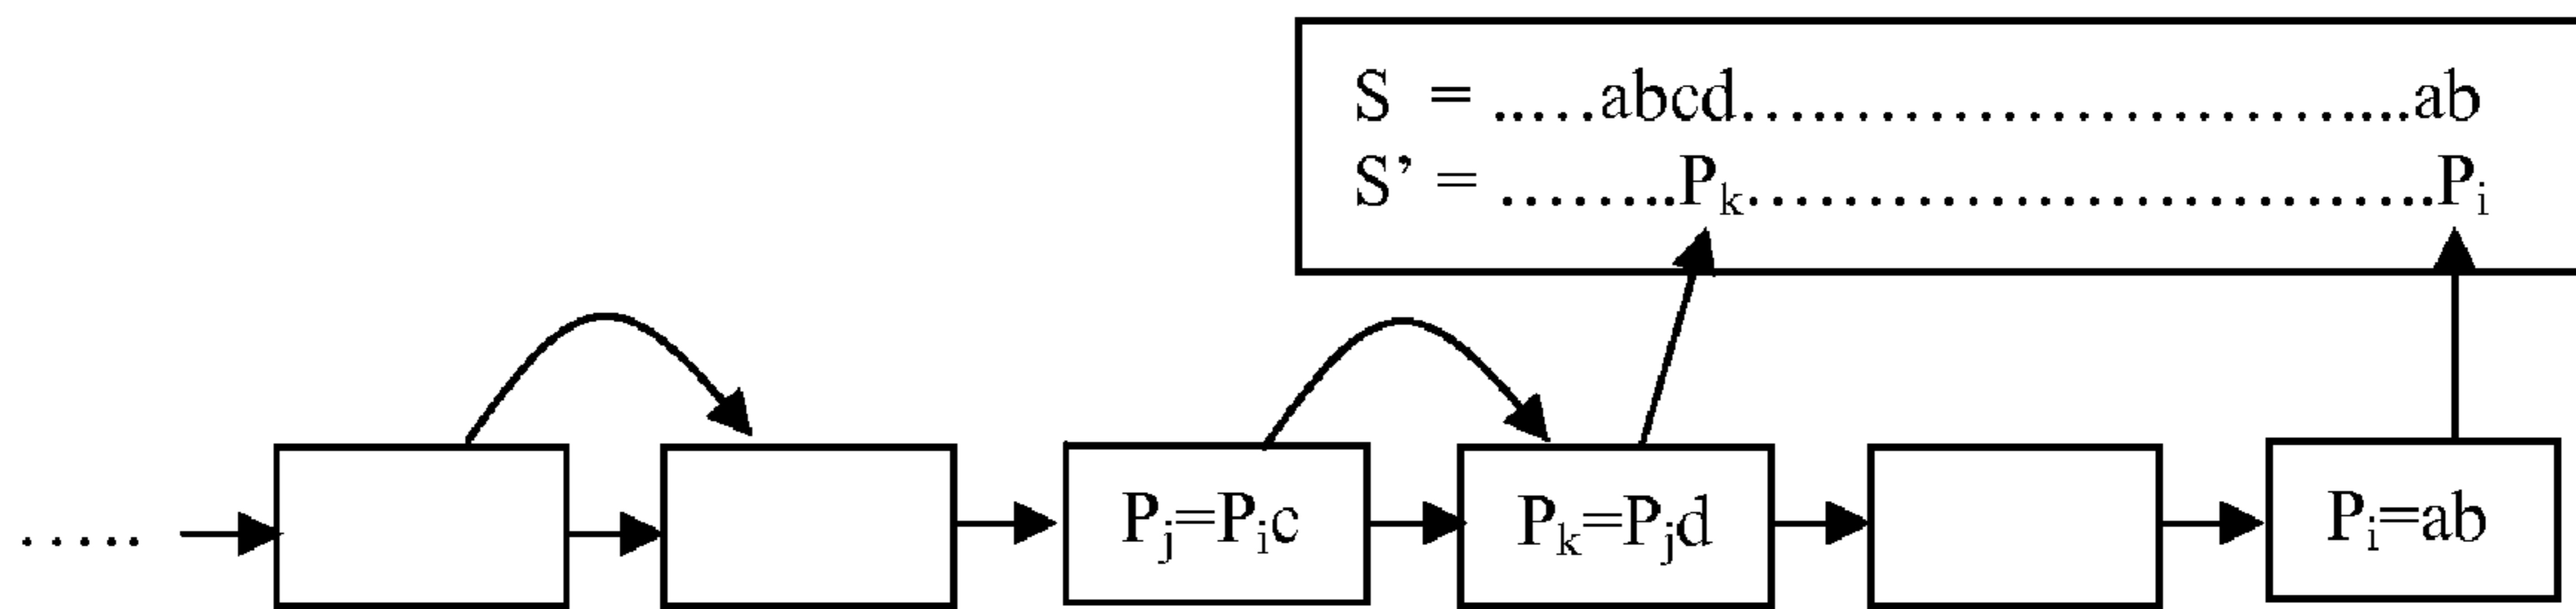 S = .....abcd..............................ab
S’ = ........Pₖ..............................Pᵢ
..... Pⱼ=Pᵢc Pₖ=Pⱼd Pᵢ=ab